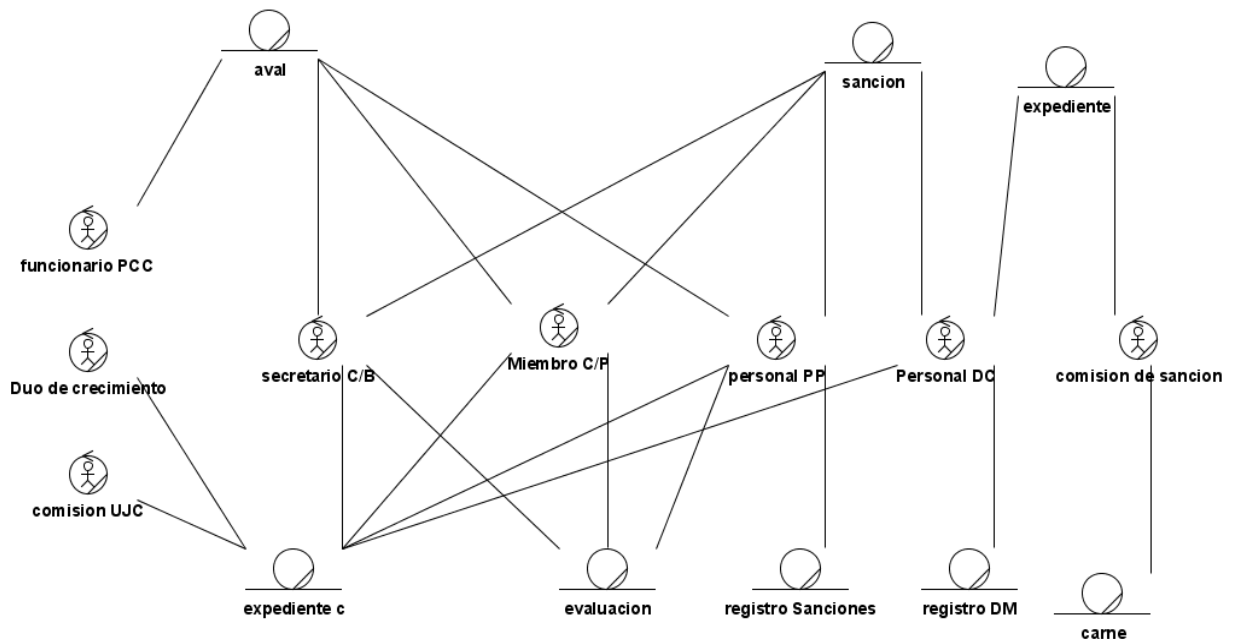 aval
sancion
expediente
funcionario PCC
Duo de crecimiento
secretario C/B
Miembro C/P
personal PP
Personal DC
comision de sancion
comision UJC
expediente c
evaluacion
registro Sanciones
registro DM
carne